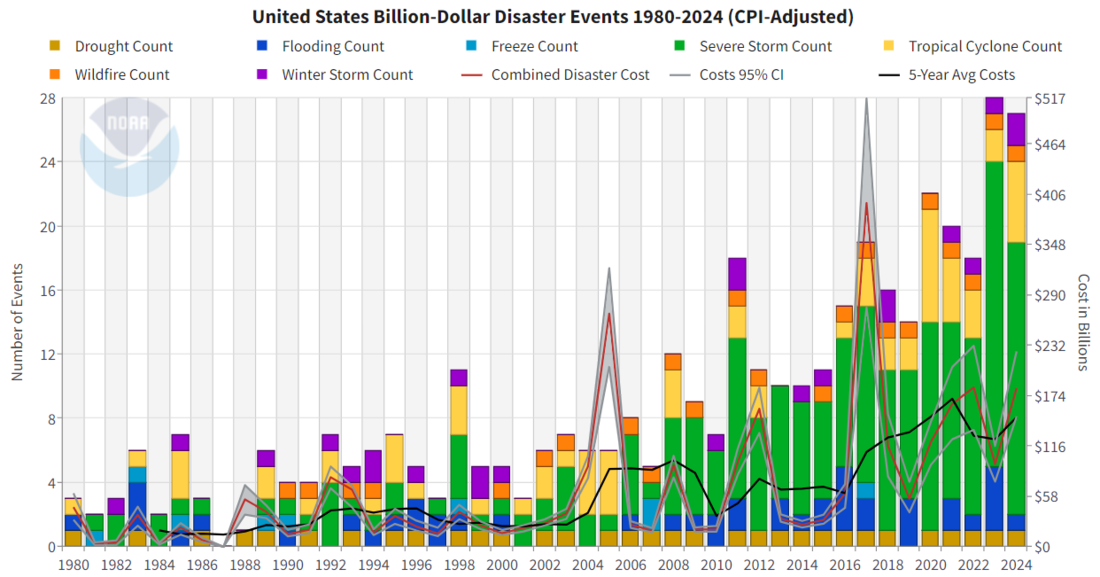 United States Billion-Dollar Disaster Events 1980-2024 (CPI-Adjusted)
Drought Count Flooding Count Freeze Count Severe Storm Count Tropical Cyclone Count
Wildfire Count Winter Storm Count Combined Disaster Cost Costs 95% CI 5-Year Avg Costs
NOAA
28 $517
24 $464
20 $406
16 $348
12 $290
8 $232
4 $174
0 $116
$58
$0
Number of Events
Cost in Billions
1980 1982 1984 1986 1988 1990 1992 1994 1996 1998 2000 2002 2004 2006 2008 2010 2012 2014 2016 2018 2020 2022 2024